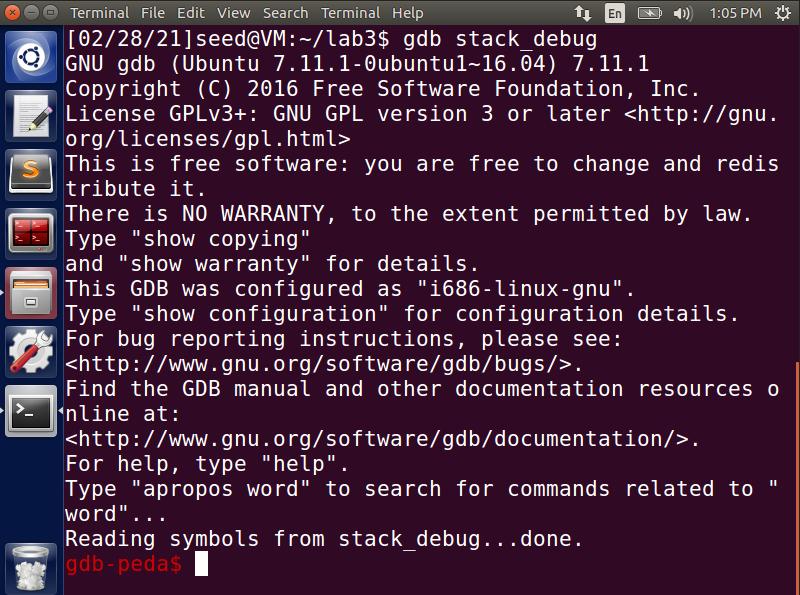 Terminal File Edit View Search Terminal Help En 1:05 PM
[02/28/21]seed@VM:~/lab3$ gdb stack_debug
GNU gdb (Ubuntu 7.11.1-0ubuntu1~16.04) 7.11.1
Copyright (C) 2016 Free Software Foundation, Inc.
License GPLv3+: GNU GPL version 3 or later <http://gnu.
org/licenses/gpl.html>
This is free software: you are free to change and redis
tribute it.
There is NO WARRANTY, to the extent permitted by law.
Type "show copying"
and "show warranty" for details.
This GDB was configured as "i686-linux-gnu".
Type "show configuration" for configuration details.
For bug reporting instructions, please see:
<http://www.gnu.org/software/gdb/bugs/>.
Find the GDB manual and other documentation resources o
nline at:
<http://www.gnu.org/software/gdb/documentation/>.
For help, type "help".
Type "apropos word" to search for commands related to "
word"...
Reading symbols from stack_debug...done.
gdb-peda$